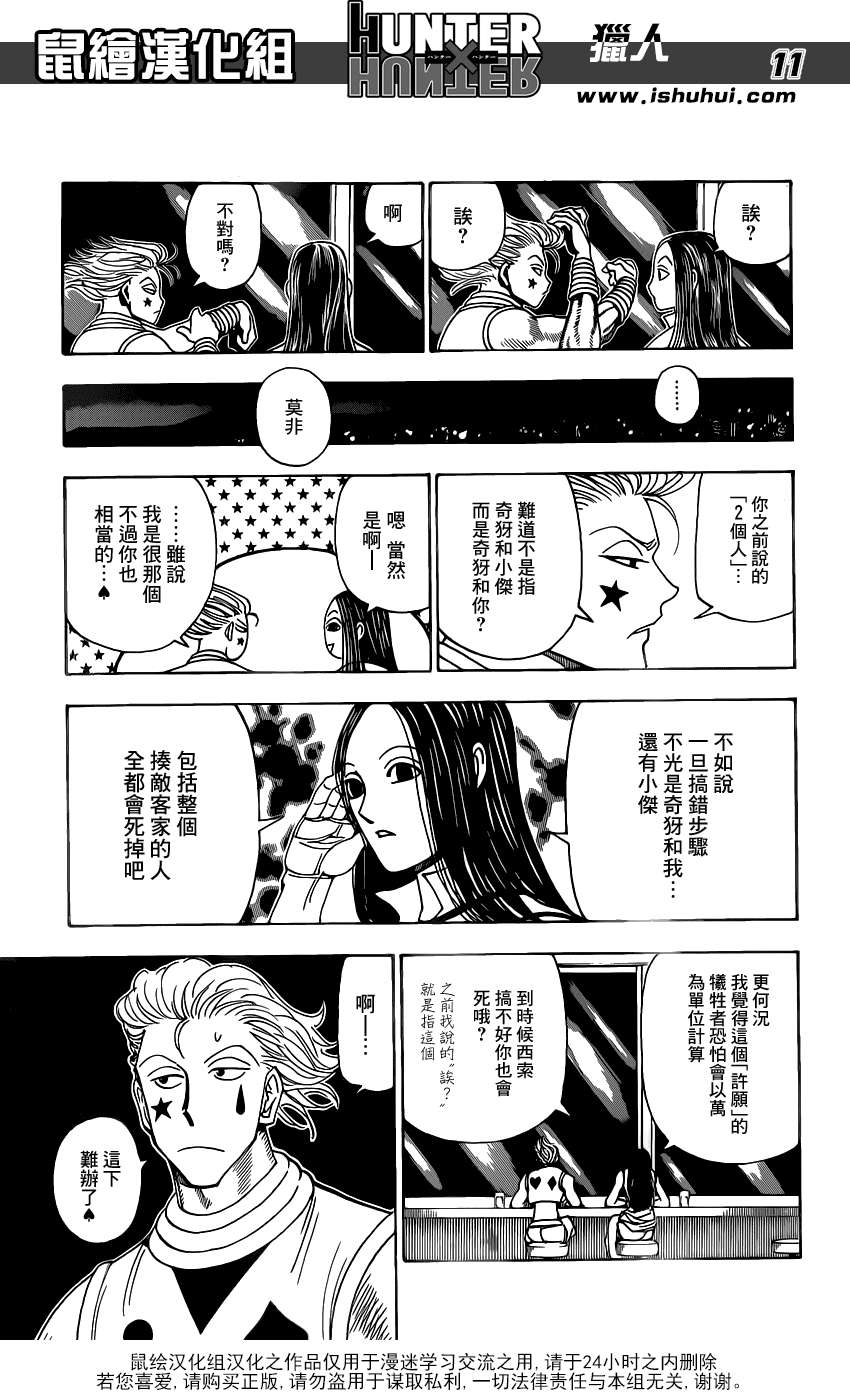 鼠繪漢化組
HUNTER
×
ハンター ハンター
HUNTER
獵人
11
www.ishuhui.com
誒?
誒?
啊
不對嗎?
……
莫非
你之前說的
「2個人」…
難道不是指
奇犽和小傑
而是奇犽和你?
嗯 當然
是啊ー
……雖說
我是很那個
不過你也
相當的…♠
不如說
一旦搞錯步驟
不光是奇犽和我…
還有小傑
包括整個
揍敵客家的人
全都會死掉吧
更何況
我覺得這個「許願」的
犧牲者恐怕會以萬
為單位計算
到時候西索
搞不好你也會
死哦?
之前我說的“誒?”
就是指這個
啊ー…
這下
難辦了♠
鼠绘汉化组汉化之作品仅用于漫迷学习交流之用, 请于24小时之内删除
若您喜爱, 请购买正版, 请勿盗用于谋取私利, 一切法律责任与本组无关, 谢谢.